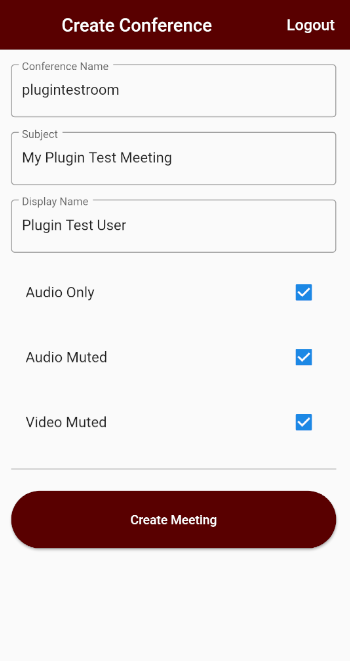 Create Conference
Logout
Conference Name
plugintestroom
Subject
My Plugin Test Meeting
Display Name
Plugin Test User
Audio Only
Audio Muted
Video Muted
Create Meeting